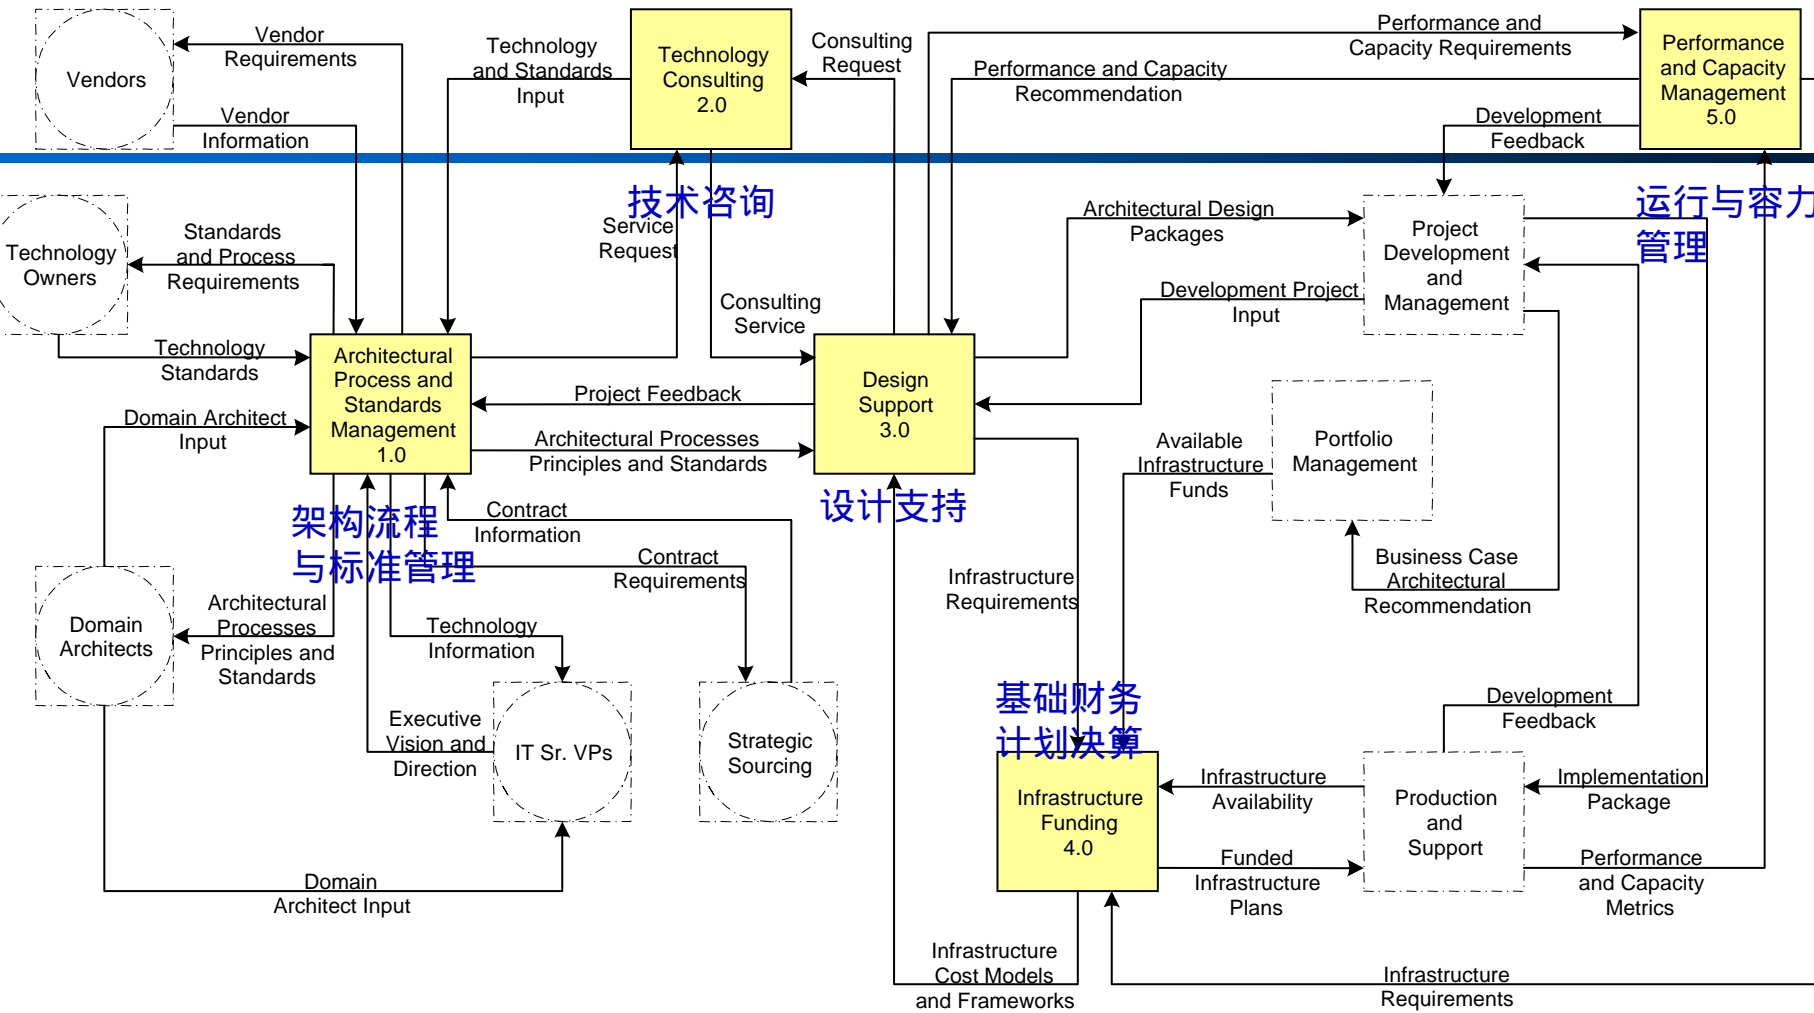 Vendor
Requirements
Vendors
Vendor
Information
Technology
and Standards
Input
Technology
Consulting
2.0
Consulting
Request
Performance and
Capacity Requirements
Performance and Capacity
Recommendation
Performance
and Capacity
Management
5.0
Development
Feedback
技术咨询
运行与容力
管理
Technology
Owners
Standards
and Process
Requirements
Service
Request
Architectural Design
Packages
Project
Development
and
Management
Development Project
Input
Consulting
Service
Technology
Standards
Architectural
Process and
Standards
Management
1.0
Project Feedback
Design
Support
3.0
Domain Architect
Input
Architectural Processes
Principles and Standards
Available
Infrastructure
Funds
Portfolio
Management
架构流程
与标准管理
设计支持
Contract
Information
Contract
Requirements
Infrastructure
Requirements
Business Case
Architectural
Recommendation
Domain
Architects
Architectural
Processes
Principles and
Standards
Technology
Information
基础财务
计划决算
Development
Feedback
Executive
Vision and
Direction
IT Sr. VPs
Strategic
Sourcing
Infrastructure
Funding
4.0
Infrastructure
Availability
Production
and
Support
Implementation
Package
Funded
Infrastructure
Plans
Performance
and Capacity
Metrics
Domain
Architect Input
Infrastructure
Cost Models
and Frameworks
Infrastructure
Requirements